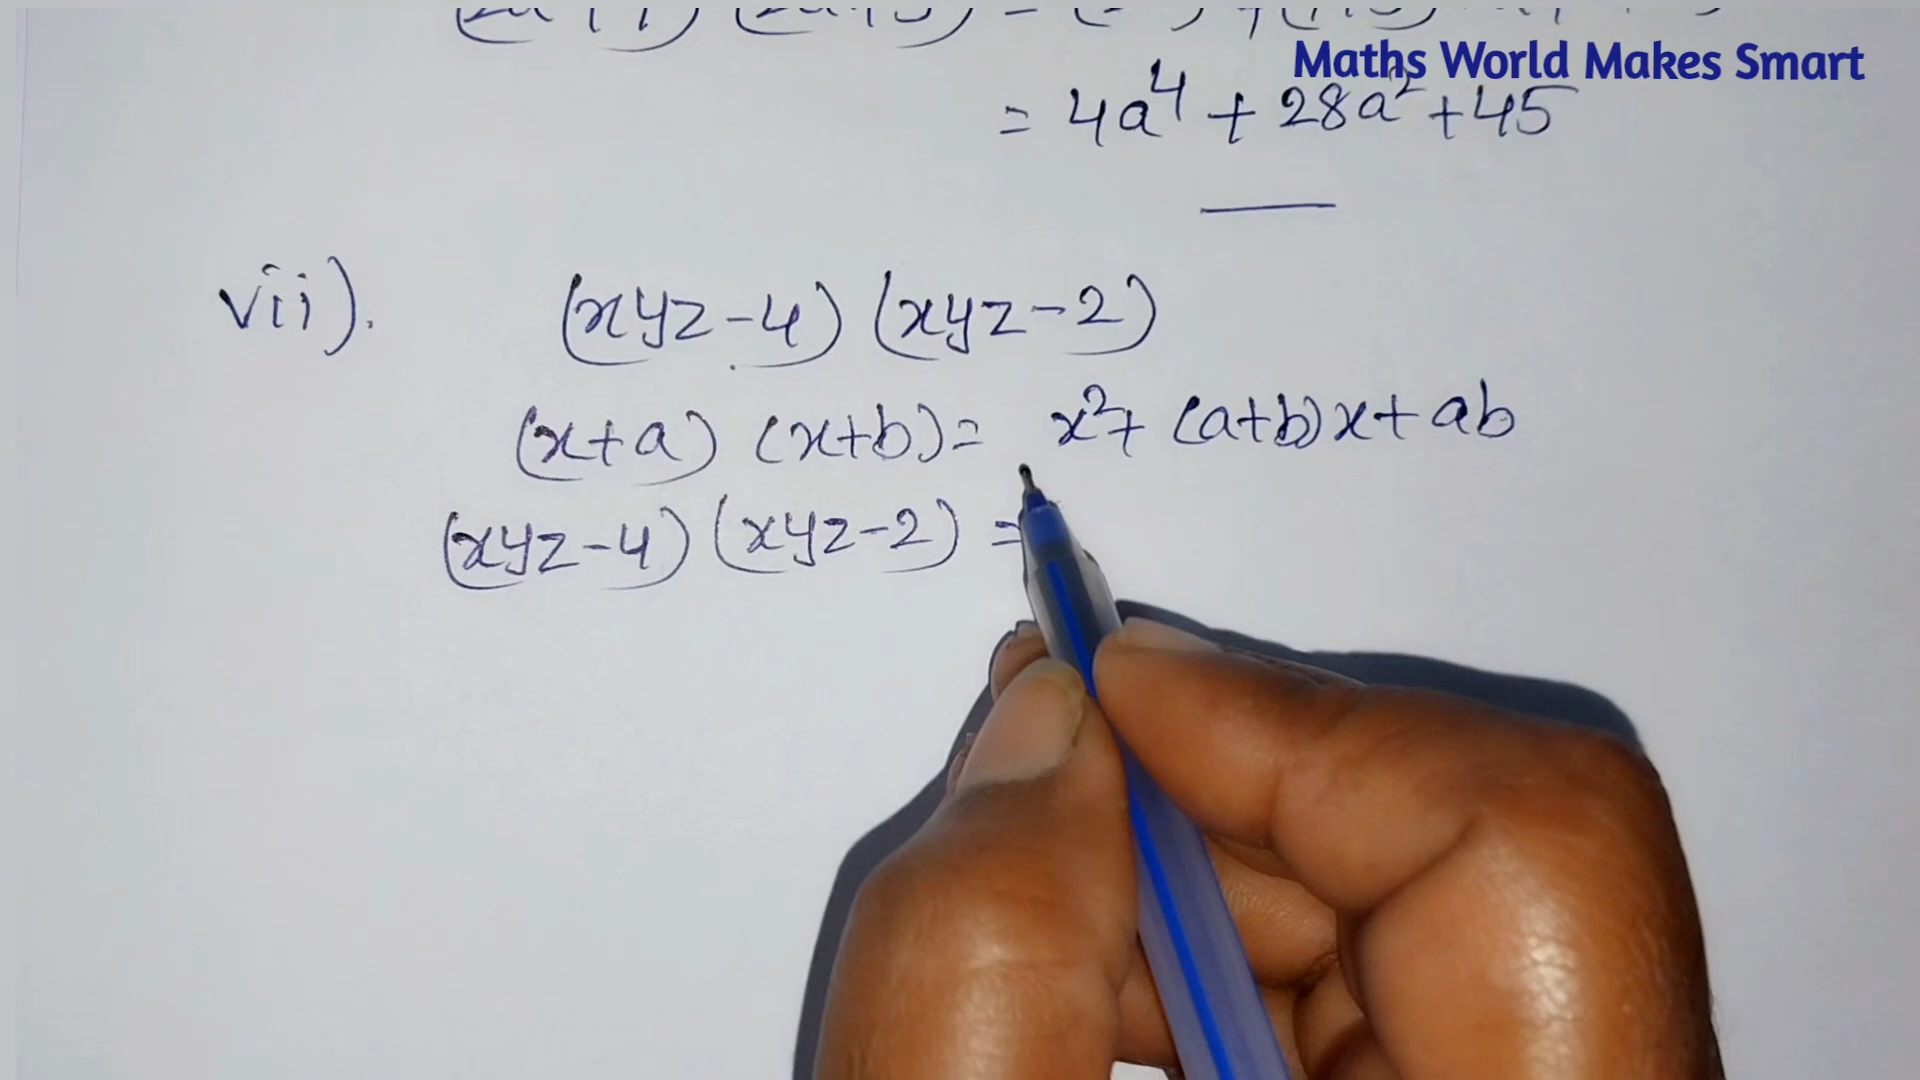 Maths World Makes Smart
= 4a⁴ + 28a² + 45
vii). (xyz-4) (xyz-2)
(x+a) (x+b) = x² + (a+b)x + ab
(xyz-4) (xyz-2) =